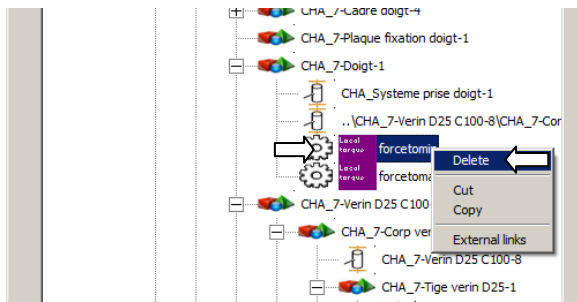 CHA_7-Cadre doigt-4
CHA_7-Plaque fixation doigt-1
CHA_7-Doigt-1
CHA_Systeme prise doigt-1
..\CHA_7-Verin D25 C100-8\CHA_7-Cor
Local torque forcetomin
Delete
Local torque forcetoma
Cut
CHA_7-Verin D25 C100-
Copy
CHA_7-Corp ver
External links
CHA_7-Verin D25 C100-8
CHA_7-Tige verin D25-1